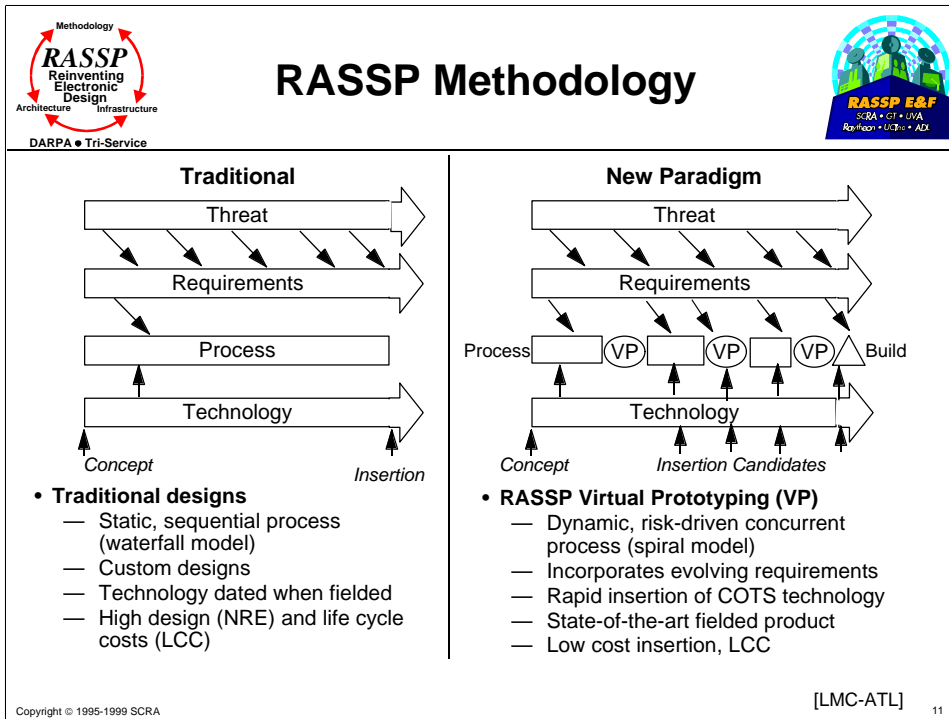 Methodology
RASSP
Reinventing
Electronic
Design
Architecture
Infrastructure
DARPA • Tri-Service
RASSP Methodology
RASSP E&F
SCRA • GT • UVA
Raytheon • UCinc • ADL
Traditional
Threat
Requirements
Process
Technology
Concept
Insertion
• Traditional designs
— Static, sequential process
(waterfall model)
— Custom designs
— Technology dated when fielded
— High design (NRE) and life cycle
costs (LCC)
New Paradigm
Threat
Requirements
Process
VP
VP
VP
Build
Technology
Concept
Insertion Candidates
• RASSP Virtual Prototyping (VP)
— Dynamic, risk-driven concurrent
process (spiral model)
— Incorporates evolving requirements
— Rapid insertion of COTS technology
— State-of-the-art fielded product
— Low cost insertion, LCC
Copyright © 1995-1999 SCRA
[LMC-ATL]
11